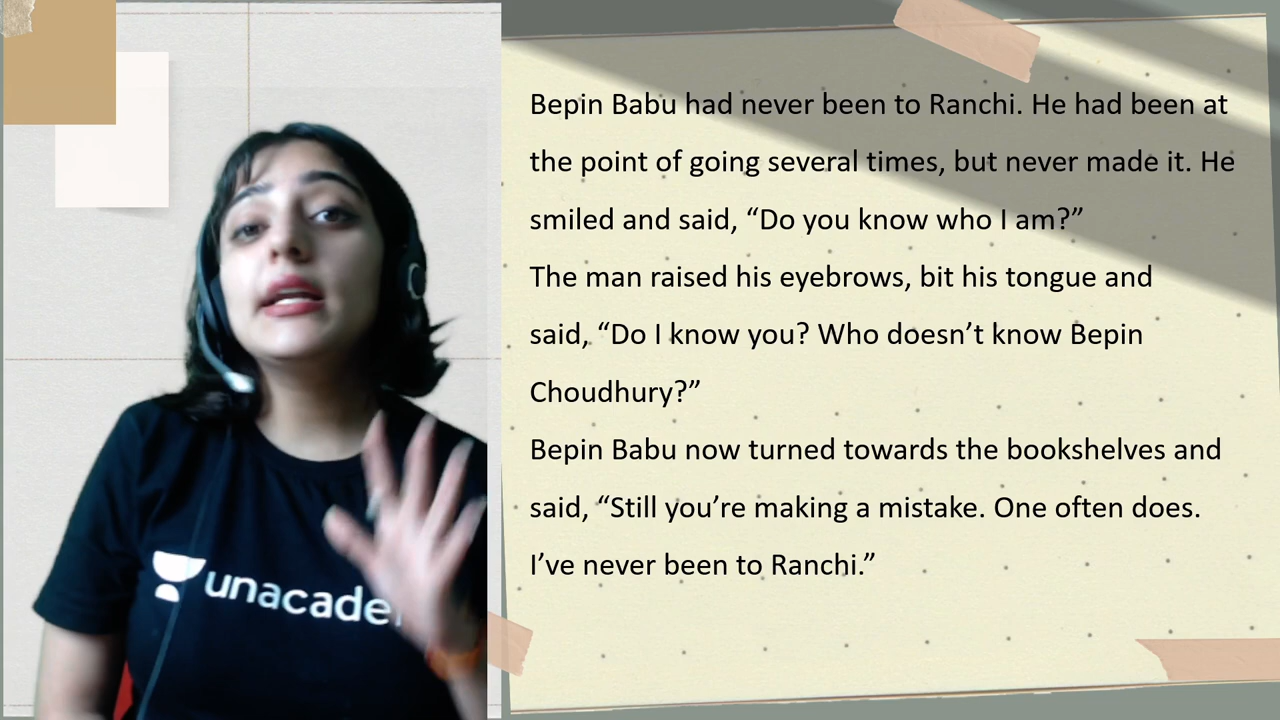 Bepin Babu had never been to Ranchi. He had been at
the point of going several times, but never made it. He
smiled and said, “Do you know who I am?”
The man raised his eyebrows, bit his tongue and
said, “Do I know you? Who doesn’t know Bepin
Choudhury?”
Bepin Babu now turned towards the bookshelves and
said, “Still you’re making a mistake. One often does.
I’ve never been to Ranchi.”
unacade